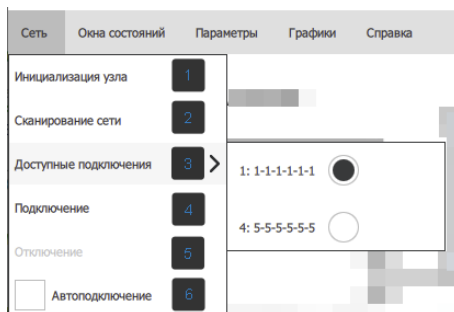 Сеть Окна состояний Параметры Графики Справка
Инициализация узла 1
Сканирование сети 2
Доступные подключения 3
1: 1-1-1-1-1-1
Подключение 4
4: 5-5-5-5-5-5
Отключение 5
Автоподключение 6